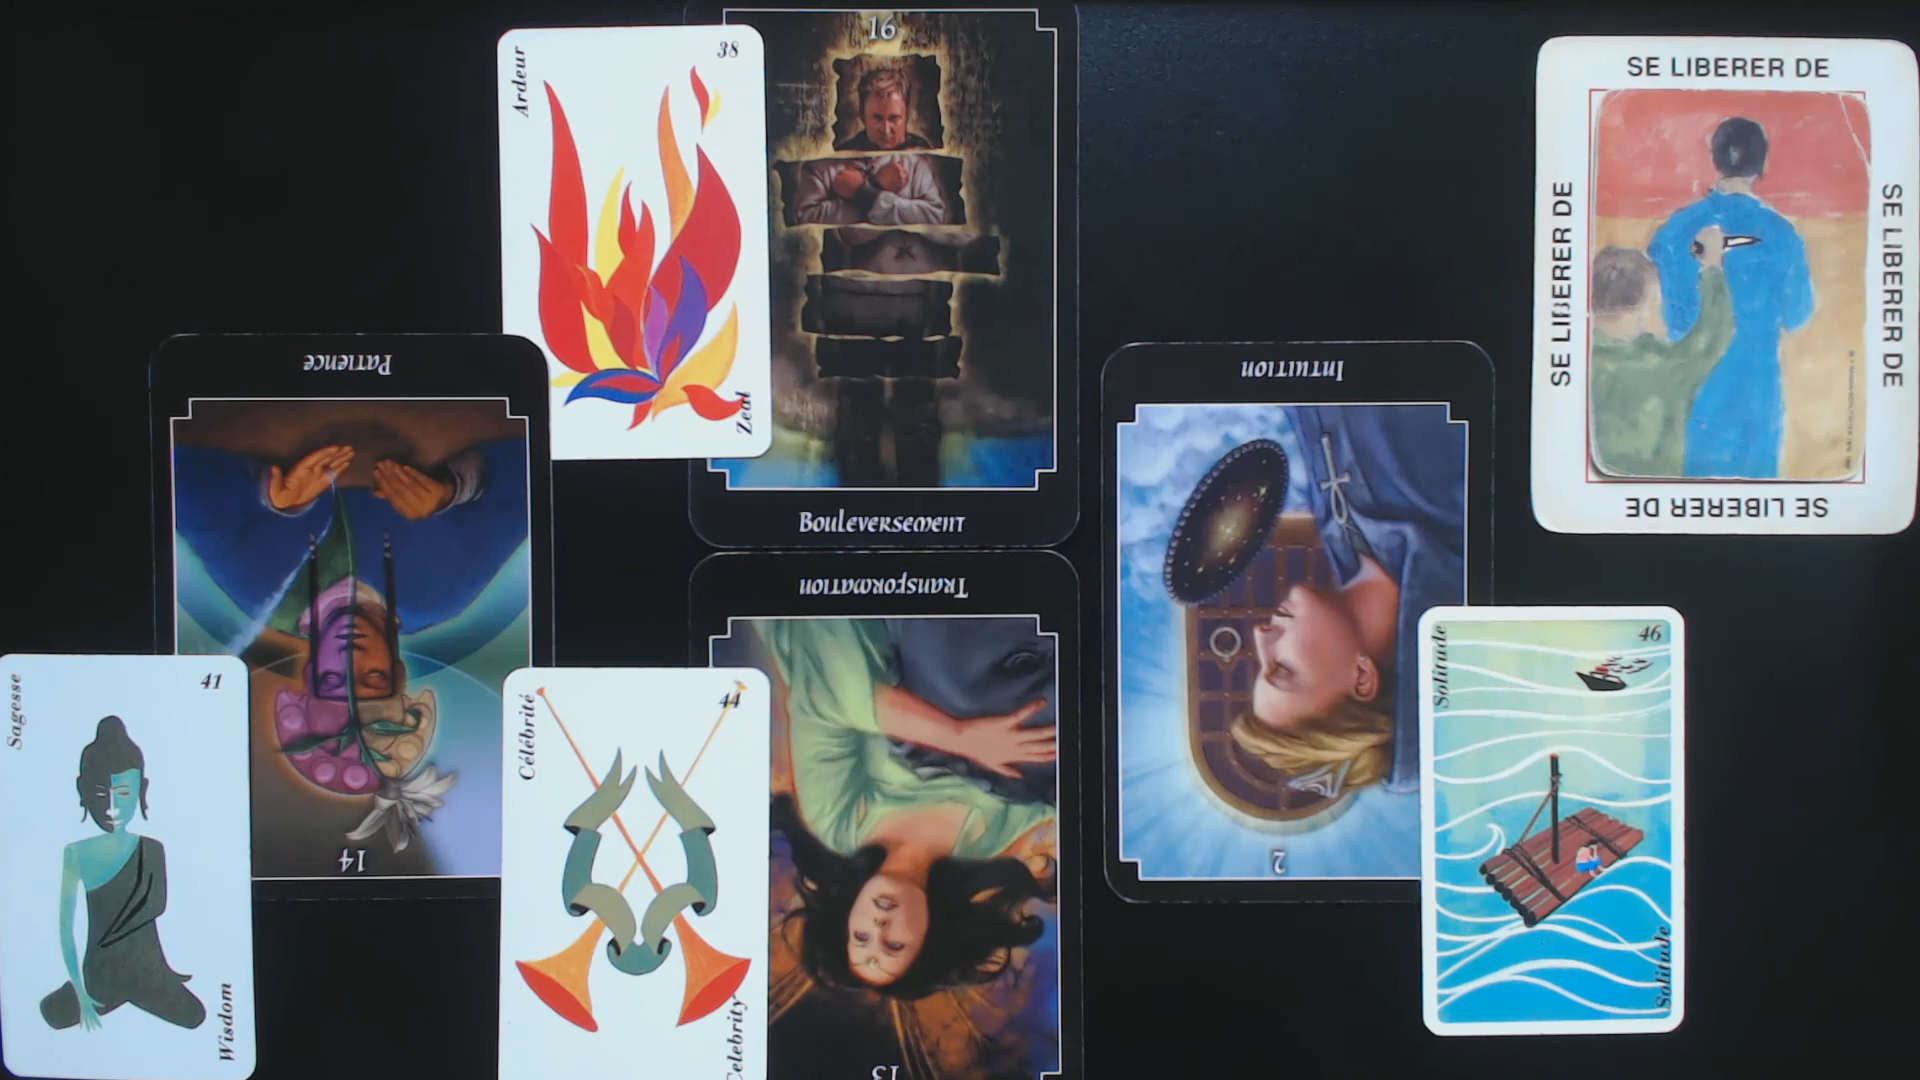 Ardeur
38
Zeal
16
Bouleversement
SE LIBERER DE
SE LIBERER DE
SE LIBERER DE
SE LIBERER DE
Patience
14
Intuition
2
Transformation
13
Sagesse
41
Wisdom
Célébrité
44
Celebrity
Solitude
46
Solitude